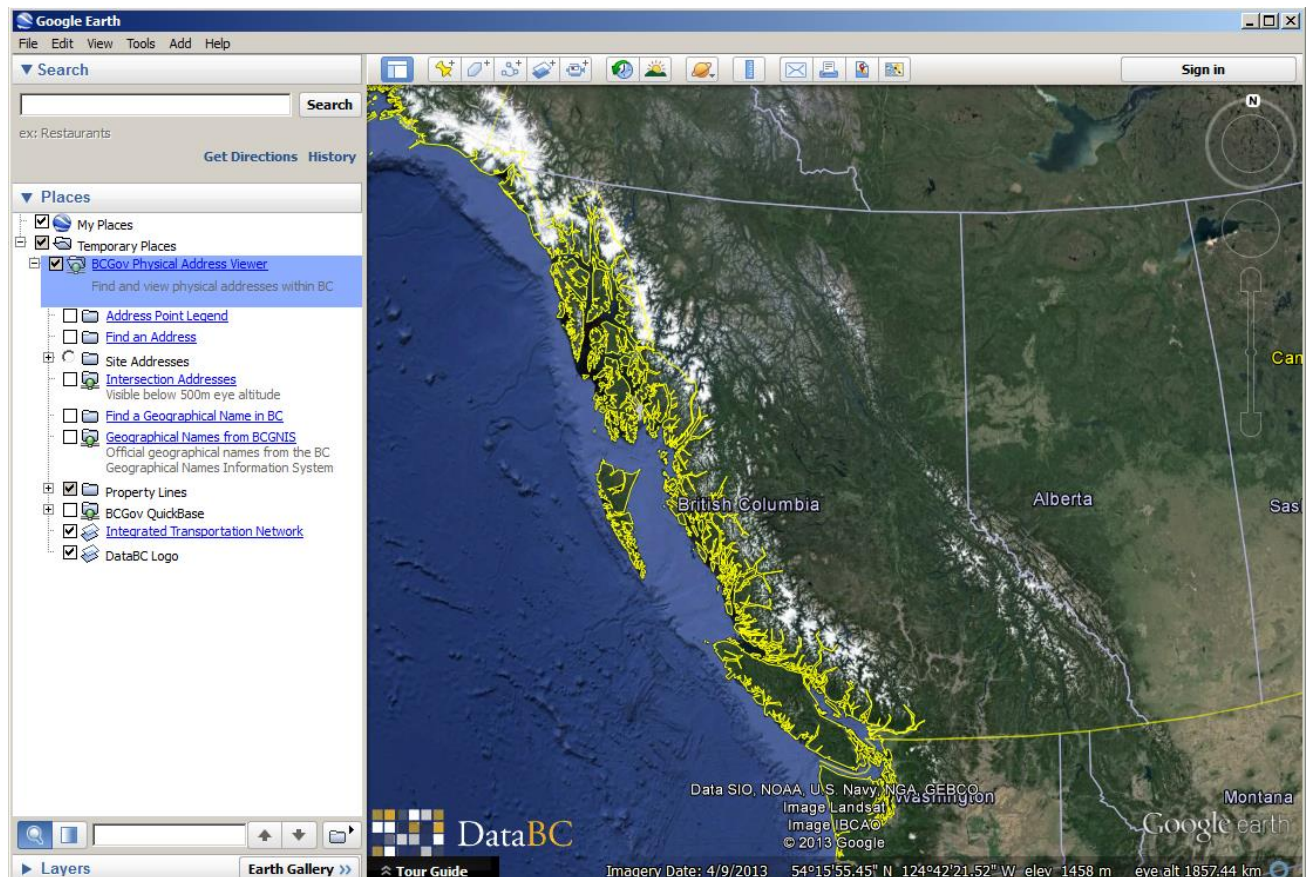 Google Earth
File Edit View Tools Add Help
Search
Sign in
Search
ex: Restaurants
Get Directions History
Places
My Places
Temporary Places
BCGov Physical Address Viewer
Find and view physical addresses within BC
Address Point Legend
Find an Address
Site Addresses
Intersection Addresses
Visible below 500m eye altitude
Find a Geographical Name in BC
Geographical Names from BCGNIS
Official geographical names from the BC
Geographical Names Information System
Property Lines
BCGov QuickBase
Integrated Transportation Network
DataBC Logo
Layers
Earth Gallery >>
N
Can
British Columbia
Alberta
Sas
Washington
Montana
Data SIO, NOAA, U.S. Navy, NGA, GEBCO
Image Landsat
Image IBCAO
© 2013 Google
DataBC
Google earth
Tour Guide
Imagery Date: 4/9/2013 54°15'55.45" N 124°42'21.52" W elev 1458 m eye alt 1857.44 km